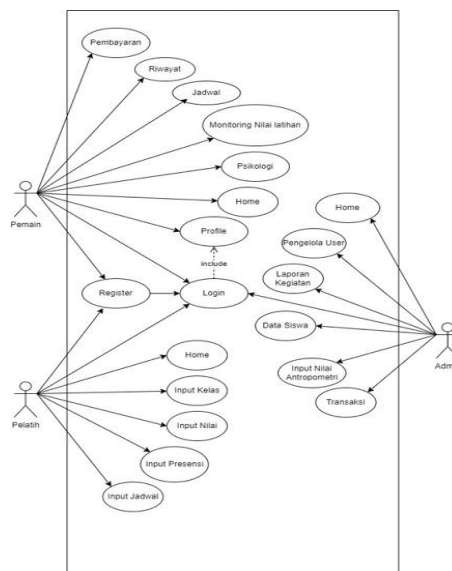 Pembayaran
Riwayat
Jadwal
Monitoring Nilai latihan
Psikologi
Home
Profile
Pemain
include
Register
Login
Home
Pengelola User
Laporan
Kegiatan
Data Siswa
Input Nilai
Antropometri
Transaksi
Adm
Home
Input Kelas
Input Nilai
Input Presensi
Input Jadwal
Pelatih